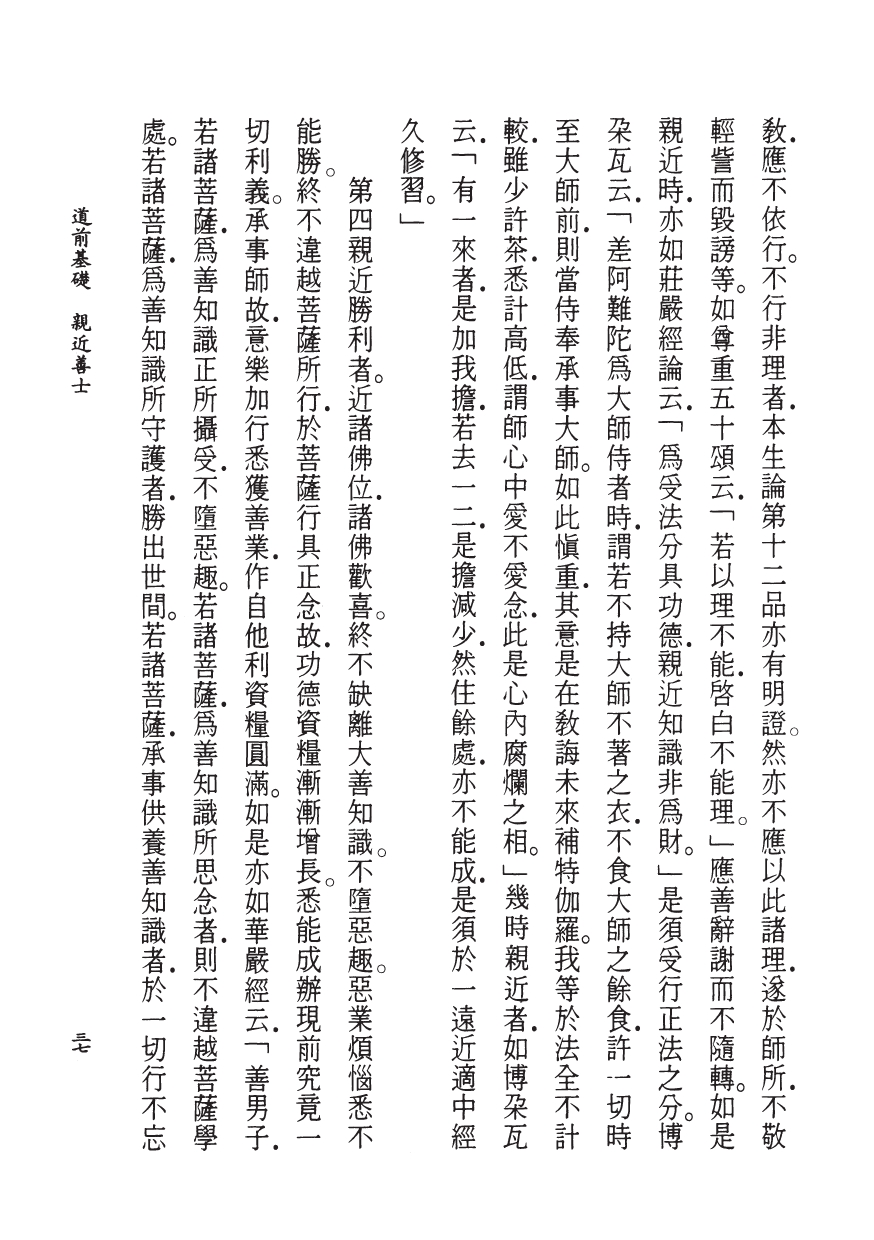 教．應不依行。不行非理者．本生論第十二品亦有明證。然亦不應以此諸理．遂於師所．不敬
輕訾而毀謗等。如尊重五十頌云．「若以理不能．啓白不能理。」應善辭謝而不隨轉。如是
親近時．亦如莊嚴經論云．「爲受法分具功德．親近知識非爲財。」是須受行正法之分。博
朶瓦云．「差阿難陀爲大師侍者時．謂若不持大師不著之衣．不食大師之餘食．許一切時
至大師前．則當侍奉承事大師。如此愼重．其意是在教誨未來補特伽羅。我等於法全不計
較．雖少許茶．悉計高低．謂師心中愛不愛念．此是心內腐爛之相。」幾時親近者．如博朶瓦
云．「有一來者．是加我擔．若去一二．是擔減少．然住餘處．亦不能成．是須於一遠近適中經
久修習。」
第四親近勝利者。近諸佛位．諸佛歡喜。終不缺離大善知識。不墮惡趣。惡業煩惱悉不
能勝。終不違越菩薩所行．於菩薩行具正念故．功德資糧漸漸增長。悉能成辦現前究竟一
切利義。承事師故．意樂加行悉獲善業．作自他利資糧圓滿。如是亦如華嚴經云．「善男子．
若諸菩薩．爲善知識正所攝受．不墮惡趣。若諸菩薩．爲善知識所思念者．則不違越菩薩學
處。若諸菩薩．爲善知識所守護者．勝出世間。若諸菩薩．承事供養善知識者．於一切行不忘
道前基礎　親近善士
三七